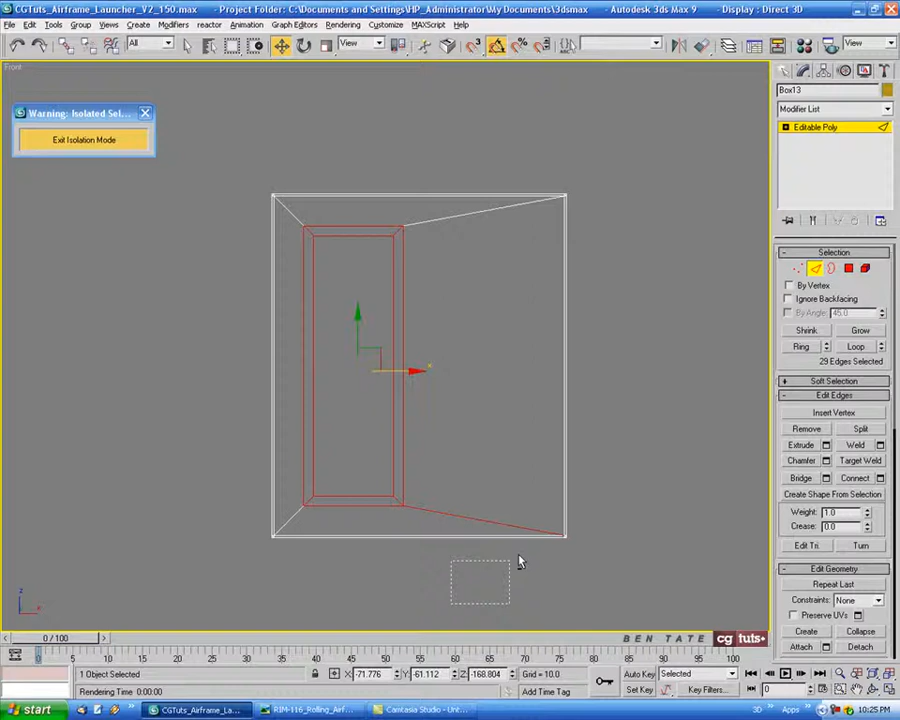 CGTuts_Airframe_Launcher_V2_150.max - Project Folder: C:\Documents and Settings\HP_Administrator\My Documents\3dsmax - Autodesk 3ds Max 9 - Display : Direct 3D
File Edit Tools Group Views Create Modifiers reactor Animation Graph Editors Rendering Customize MAXScript Help
All View View
Front
Warning: Isolated Sel...
Exit Isolation Mode
Box13
Modifier List
Editable Poly
Selection
By Vertex
Ignore Backfacing
By Angle: 45.0
Shrink Grow
Ring Loop
29 Edges Selected
Soft Selection
Edit Edges
Insert Vertex
Remove Split
Extrude Weld
Chamfer Target Weld
Bridge Connect
Create Shape From Selection
Weight: 1.0
Crease: 0.0
Edit Tri. Turn
Edit Geometry
Repeat Last
Constraints: None
Preserve UVs
Create Collapse
Attach Detach
x
z
x
BEN TATE cg tuts+
0 / 100
0 5 10 15 20 25 30 35 40 45 50 55 60 65 70 75 80 85 90 95 100
1 Object Selected X: -71.776 Y: -61.112 Z: -168.804 Grid = 10.0 Auto Key Selected
Rendering Time 0:00:00 Add Time Tag Set Key Key Filters... 0
start CGTuts_Airframe_La... RIM-116_Rolling_Airf... Camtasia Studio - Unt... Desktop Apps 10:25 PM